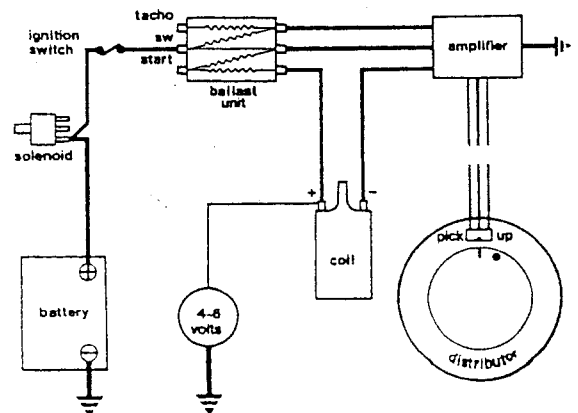 tacho
sw
start
ignition
switch
ballast
unit
amplifier
solenoid
pick up
+
-
coil
battery
4-6
volts
distributor